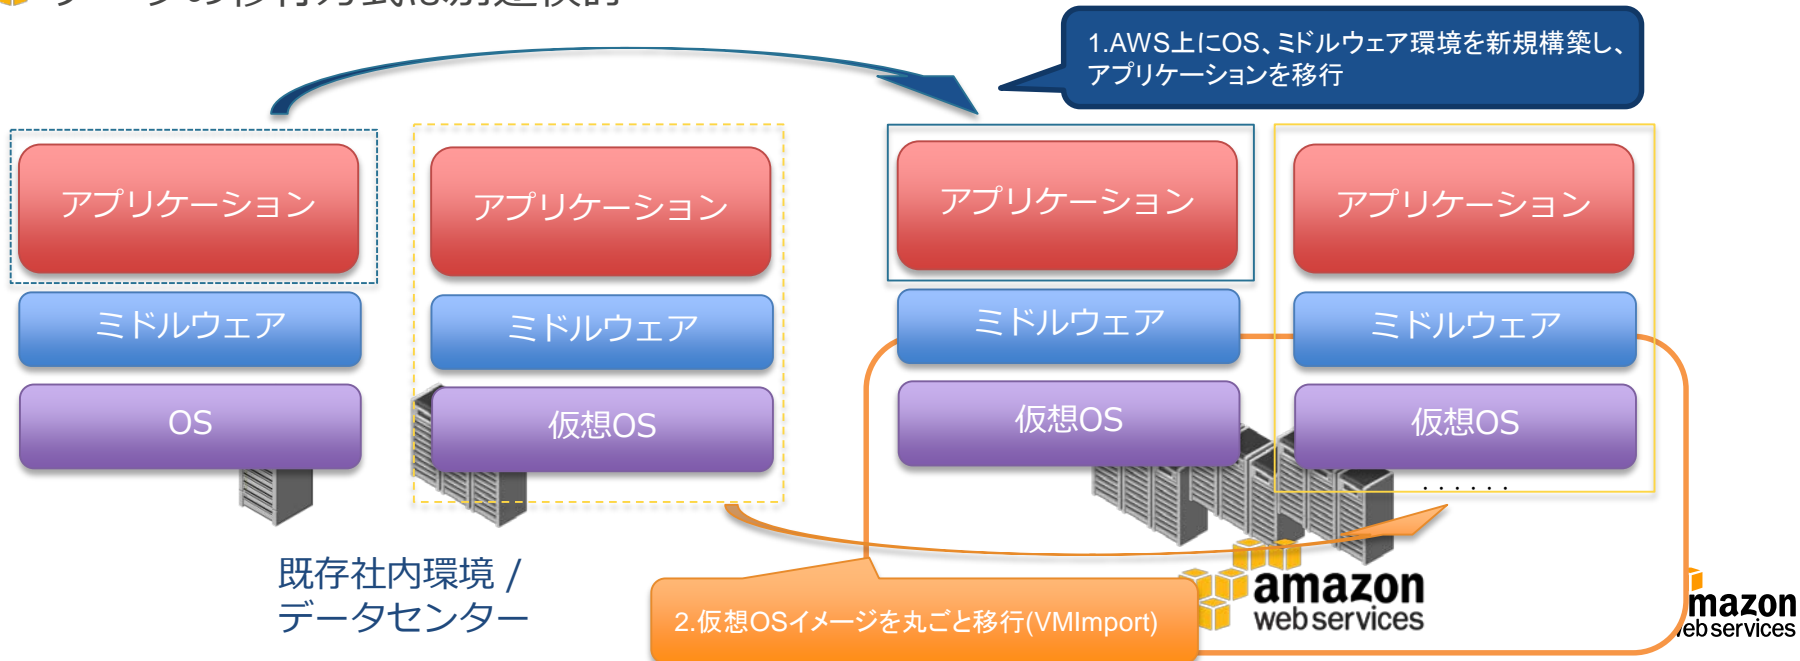 1.AWS上にOS、ミドルウェア環境を新規構築し、
アプリケーションを移行
アプリケーション
アプリケーション
アプリケーション
アプリケーション
ミドルウェア
ミドルウェア
ミドルウェア
ミドルウェア
OS
仮想OS
仮想OS
仮想OS
......
既存社内環境 /
データセンター
2.仮想OSイメージを丸ごと移行(VMImport)
amazon
web services
mazon
eb services